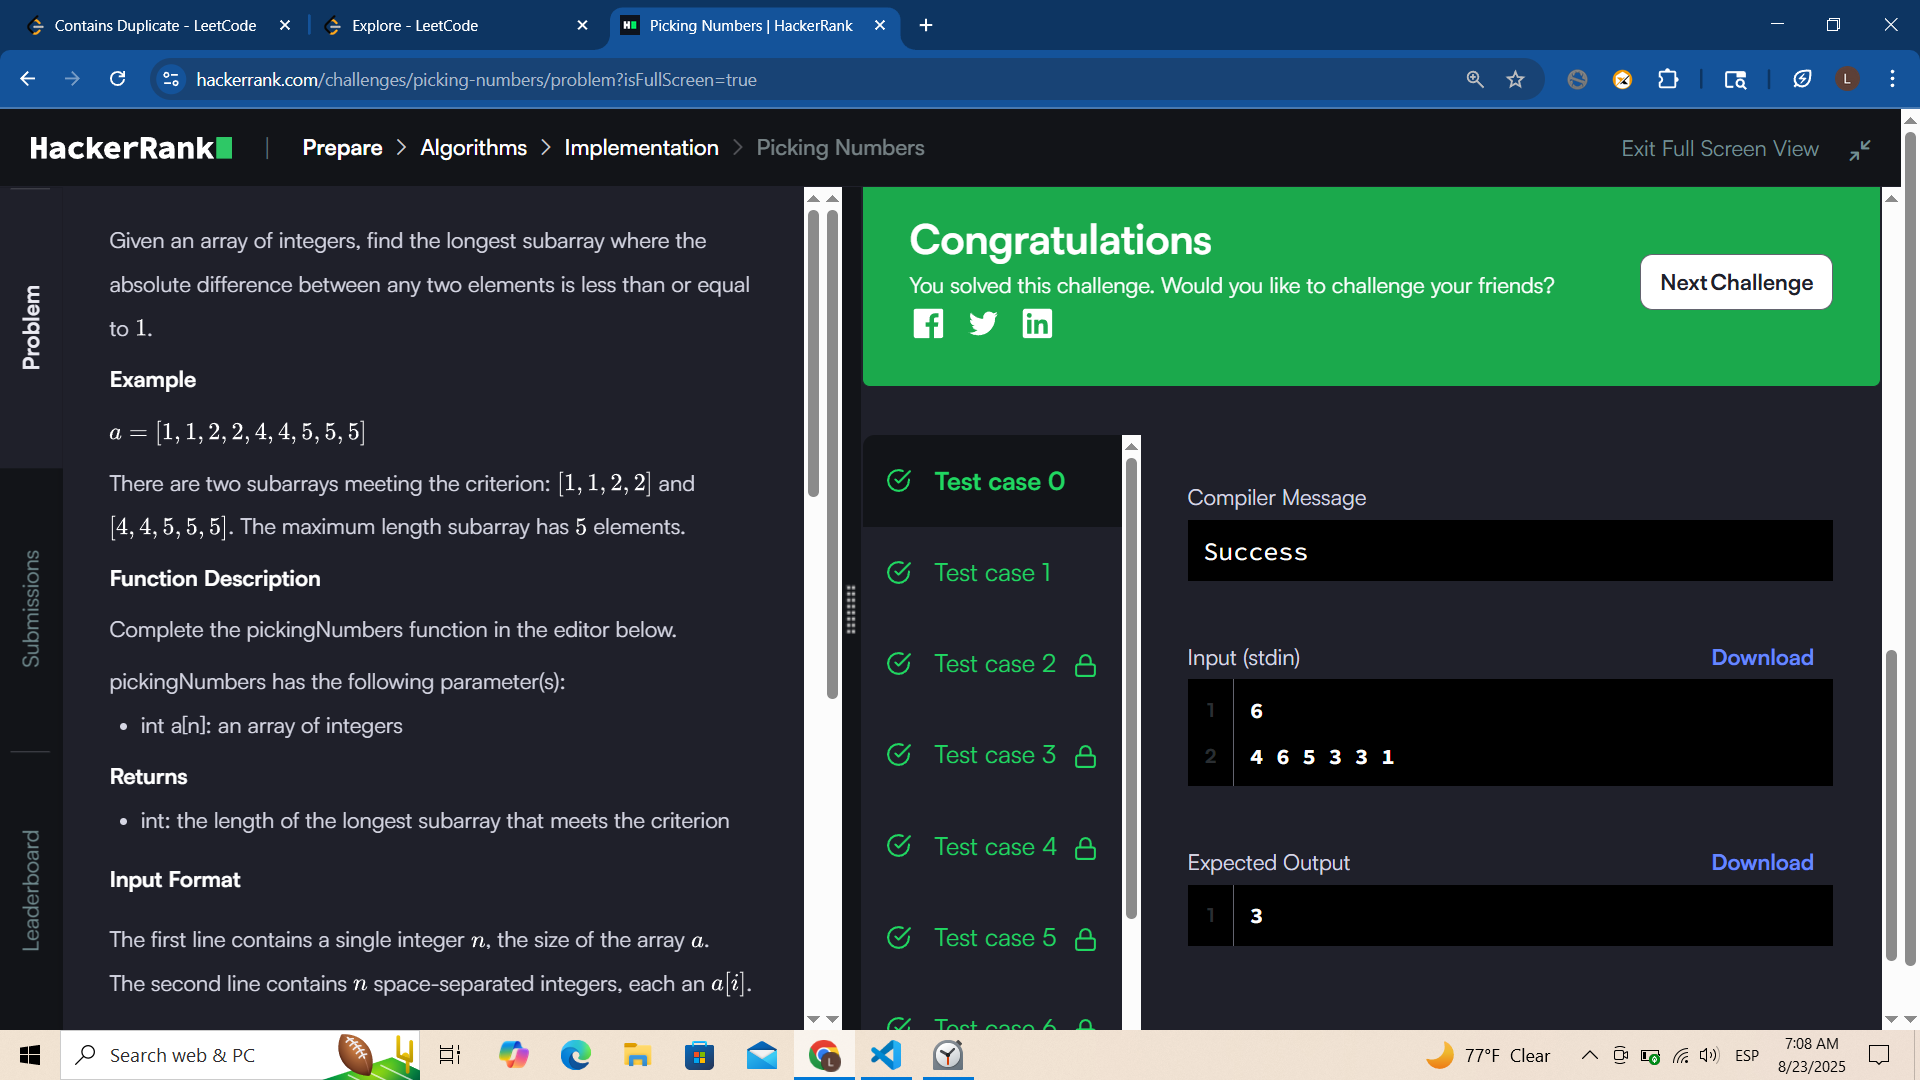 Contains Duplicate - LeetCode
Explore - LeetCode
Picking Numbers | HackerRank
hackerrank.com/challenges/picking-numbers/problem?isFullScreen=true
L
HackerRank
Prepare > Algorithms > Implementation > Picking Numbers
Exit Full Screen View
Problem
Submissions
Leaderboard
Given an array of integers, find the longest subarray where the
absolute difference between any two elements is less than or equal
to 1.
Example
a = [1, 1, 2, 2, 4, 4, 5, 5, 5]
There are two subarrays meeting the criterion: [1, 1, 2, 2] and
[4, 4, 5, 5, 5]. The maximum length subarray has 5 elements.
Function Description
Complete the pickingNumbers function in the editor below.
pickingNumbers has the following parameter(s):
• int a[n]: an array of integers
Returns
• int: the length of the longest subarray that meets the criterion
Input Format
The first line contains a single integer n, the size of the array a.
The second line contains n space-separated integers, each an a[i].
Congratulations
You solved this challenge. Would you like to challenge your friends?
Next Challenge
Test case 0
Test case 1
Test case 2
Test case 3
Test case 4
Test case 5
Test case 6
Compiler Message
Success
Input (stdin)
Download
1 6
2 4 6 5 3 3 1
Expected Output
Download
1 3
Search web & PC
77°F Clear
ESP
7:08 AM
8/23/2025